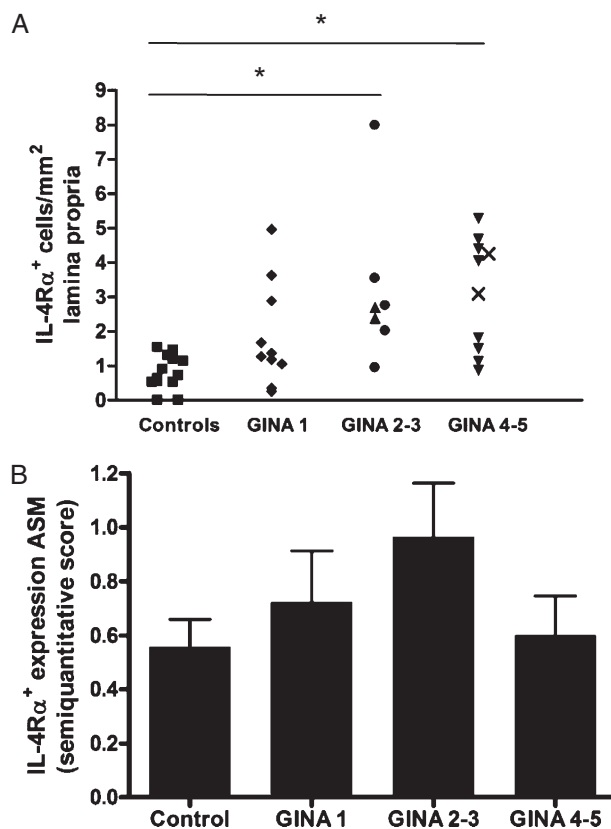 A
*
*
IL-4Rα⁺ cells/mm²
lamina propria
9
8
7
6
5
4
3
2
1
0
Controls GINA 1 GINA 2-3 GINA 4-5
B
IL-4Rα⁺ expression ASM
(semiquantitative score)
1.2
1.0
0.8
0.6
0.4
0.2
0.0
Control GINA 1 GINA 2-3 GINA 4-5